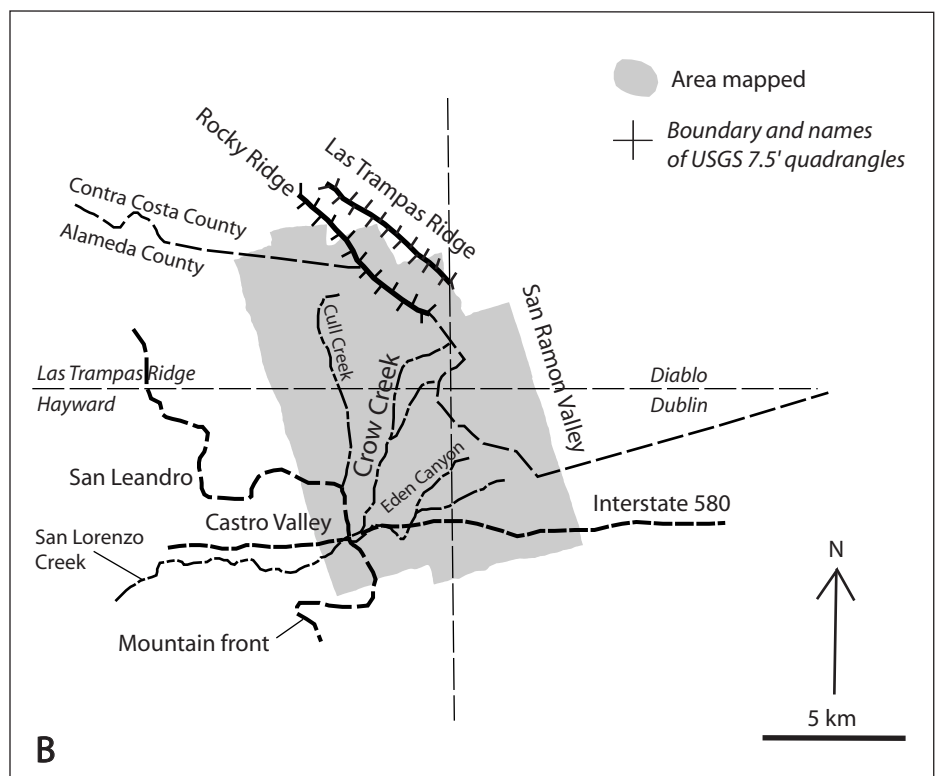 Area mapped
Boundary and names
of USGS 7.5' quadrangles
Rocky Ridge
Las Trampas Ridge
Contra Costa County
Alameda County
Cull Creek
San Ramon Valley
Crow Creek
Las Trampas Ridge
Hayward
Diablo
Dublin
San Leandro
Eden Canyon
Interstate 580
Castro Valley
San Lorenzo
Creek
N
Mountain front
5 km
B